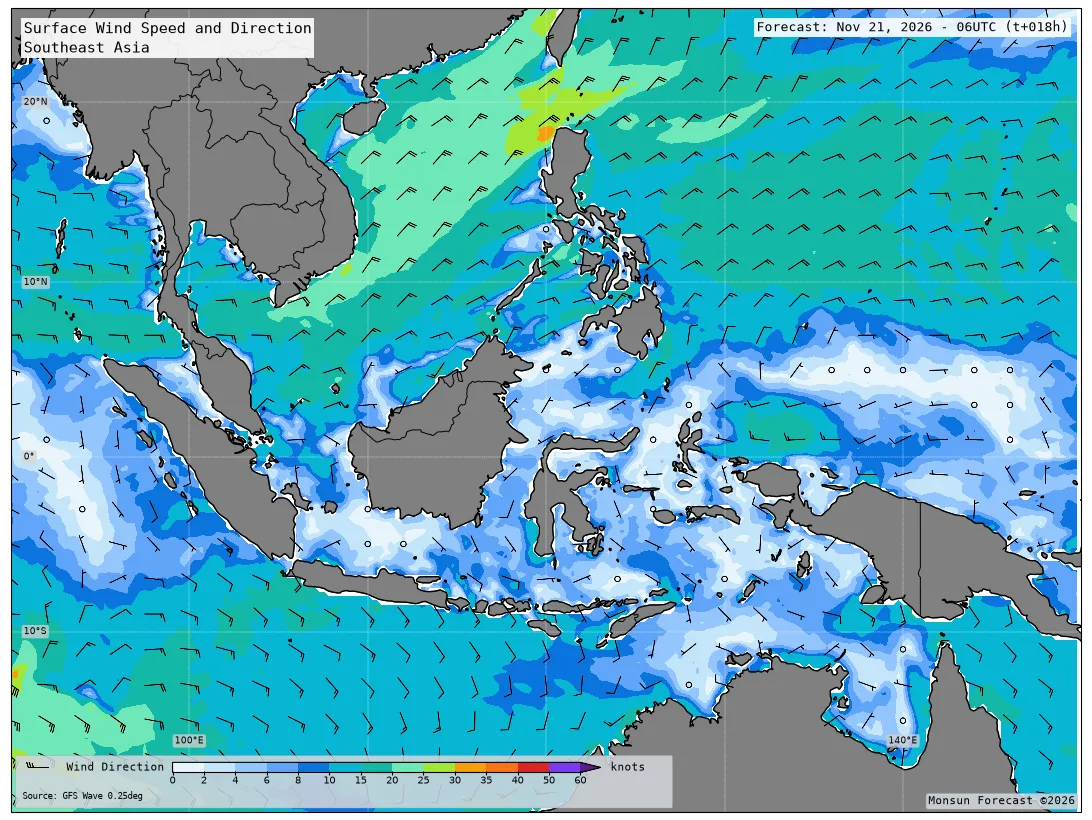 Surface Wind Speed and Direction
Southeast Asia
Forecast: Nov 21, 2026 - 06UTC (t+018h)
20°N
10°N
0°
10°S
100°E
140°E
Wind Direction
0 2 4 6 8 10 15 20 25 30 35 40 50 60
knots
Source: GFS Wave 0.25deg
Monsun Forecast ©2026